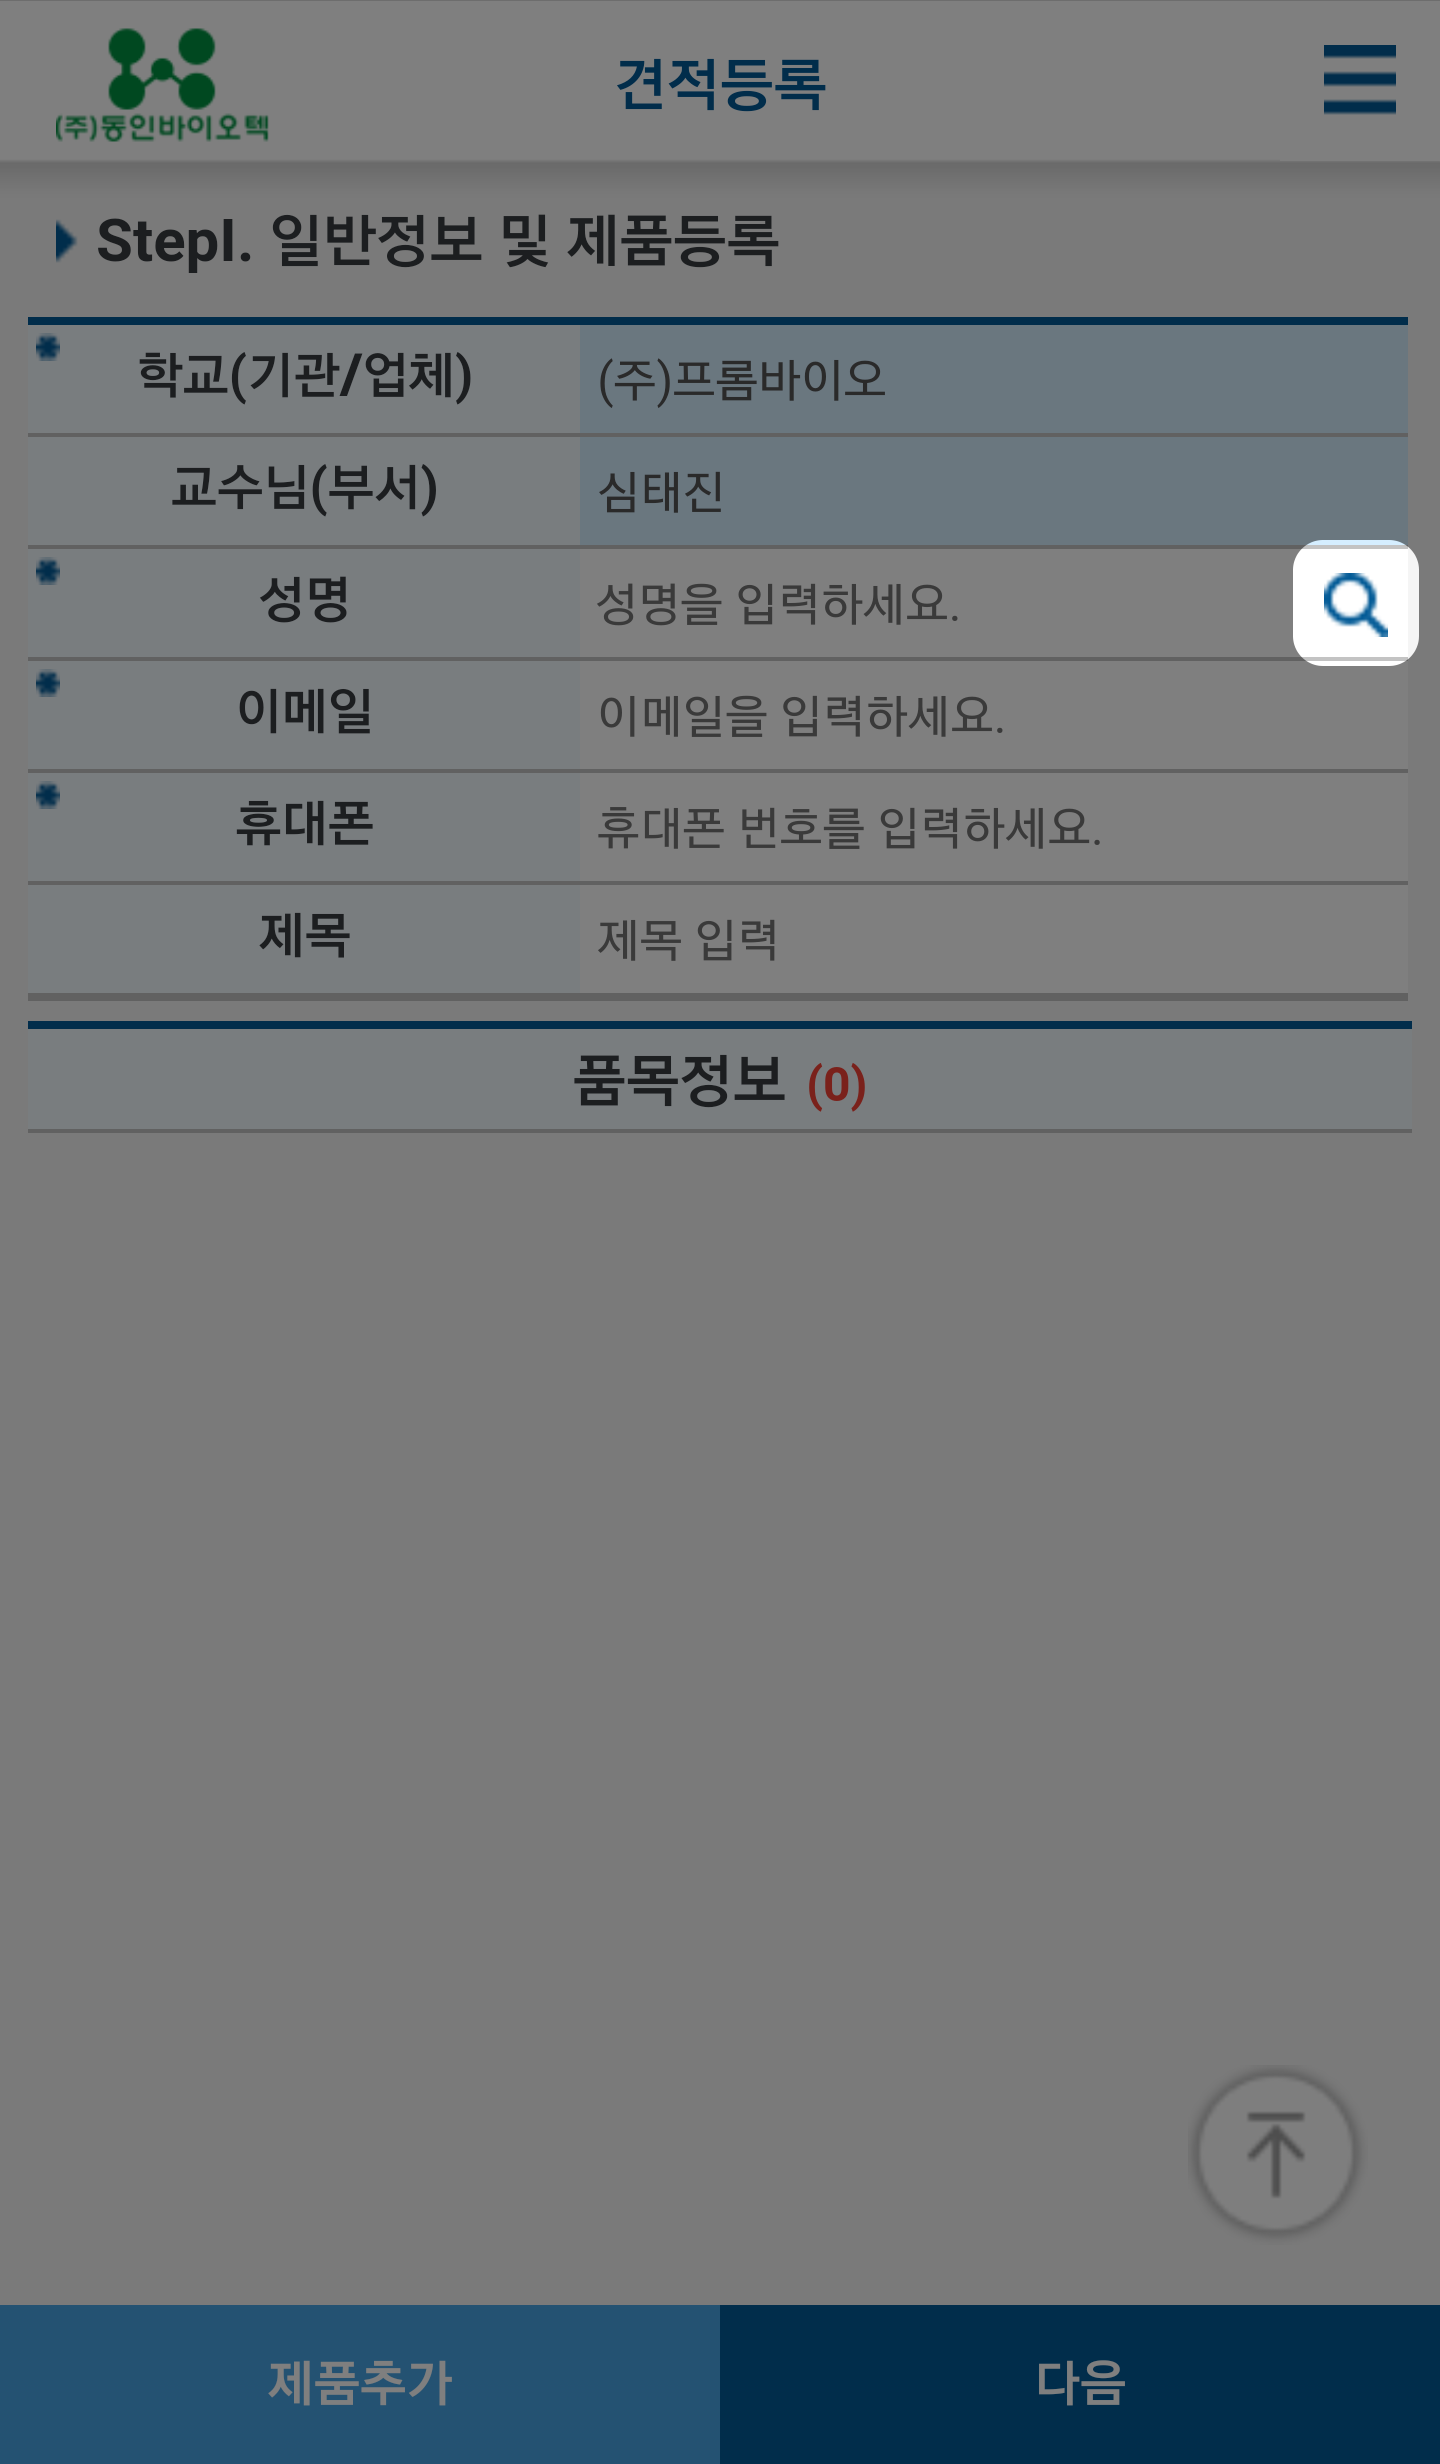 (주)동인바이오텍
견적등록
StepI. 일반정보 및 제품등록
학교(기관/업체) (주)프롬바이오
교수님(부서) 심태진
성명 성명을 입력하세요.
이메일 이메일을 입력하세요.
휴대폰 휴대폰 번호를 입력하세요.
제목 제목 입력
품목정보 (0)
제품추가 다음